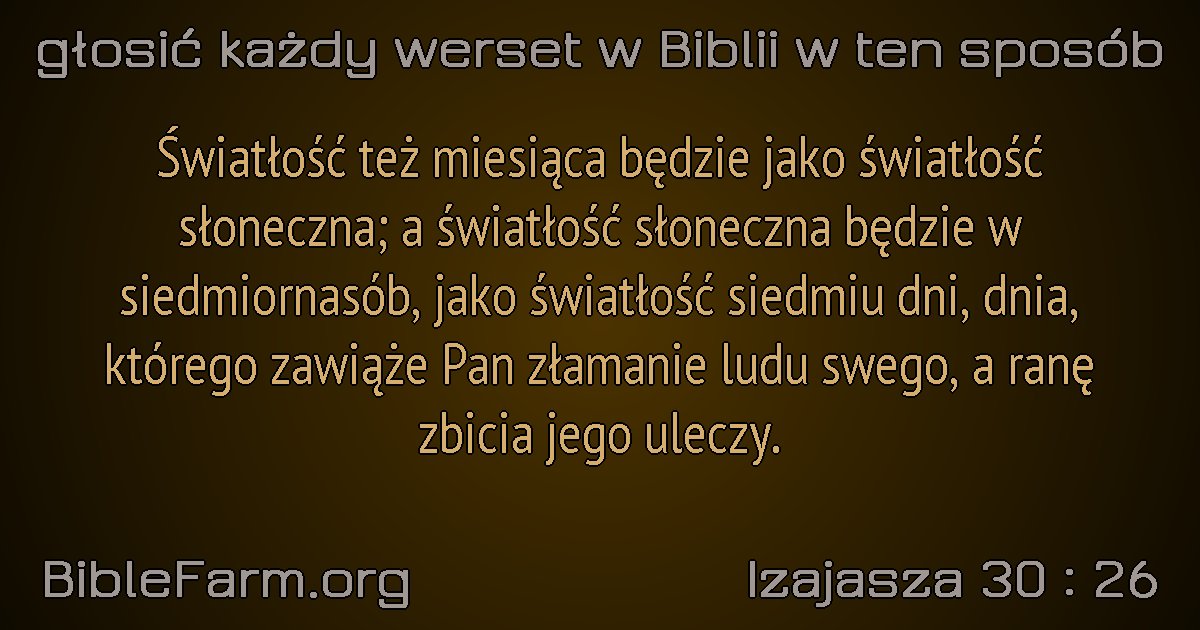 głosić każdy werset w Biblii w ten sposób
Światłość też miesiąca będzie jako światłość
słoneczna; a światłość słoneczna będzie w
siedmiornasób, jako światłość siedmiu dni, dnia,
którego zawiąże Pan złamanie ludu swego, a ranę
zbicia jego uleczy.
BibleFarm.org
Izajasza 30 : 26